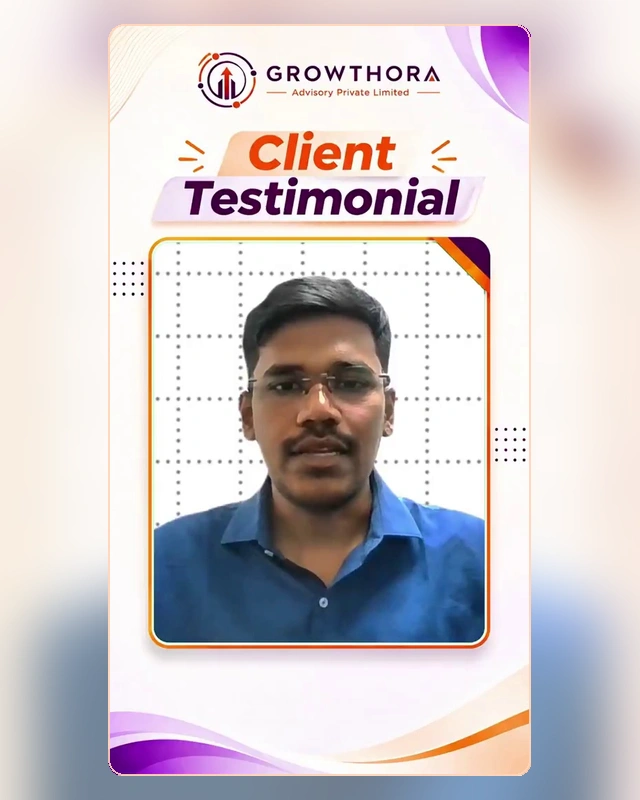 GROWTHORA
Advisory Private Limited
Client
Testimonial